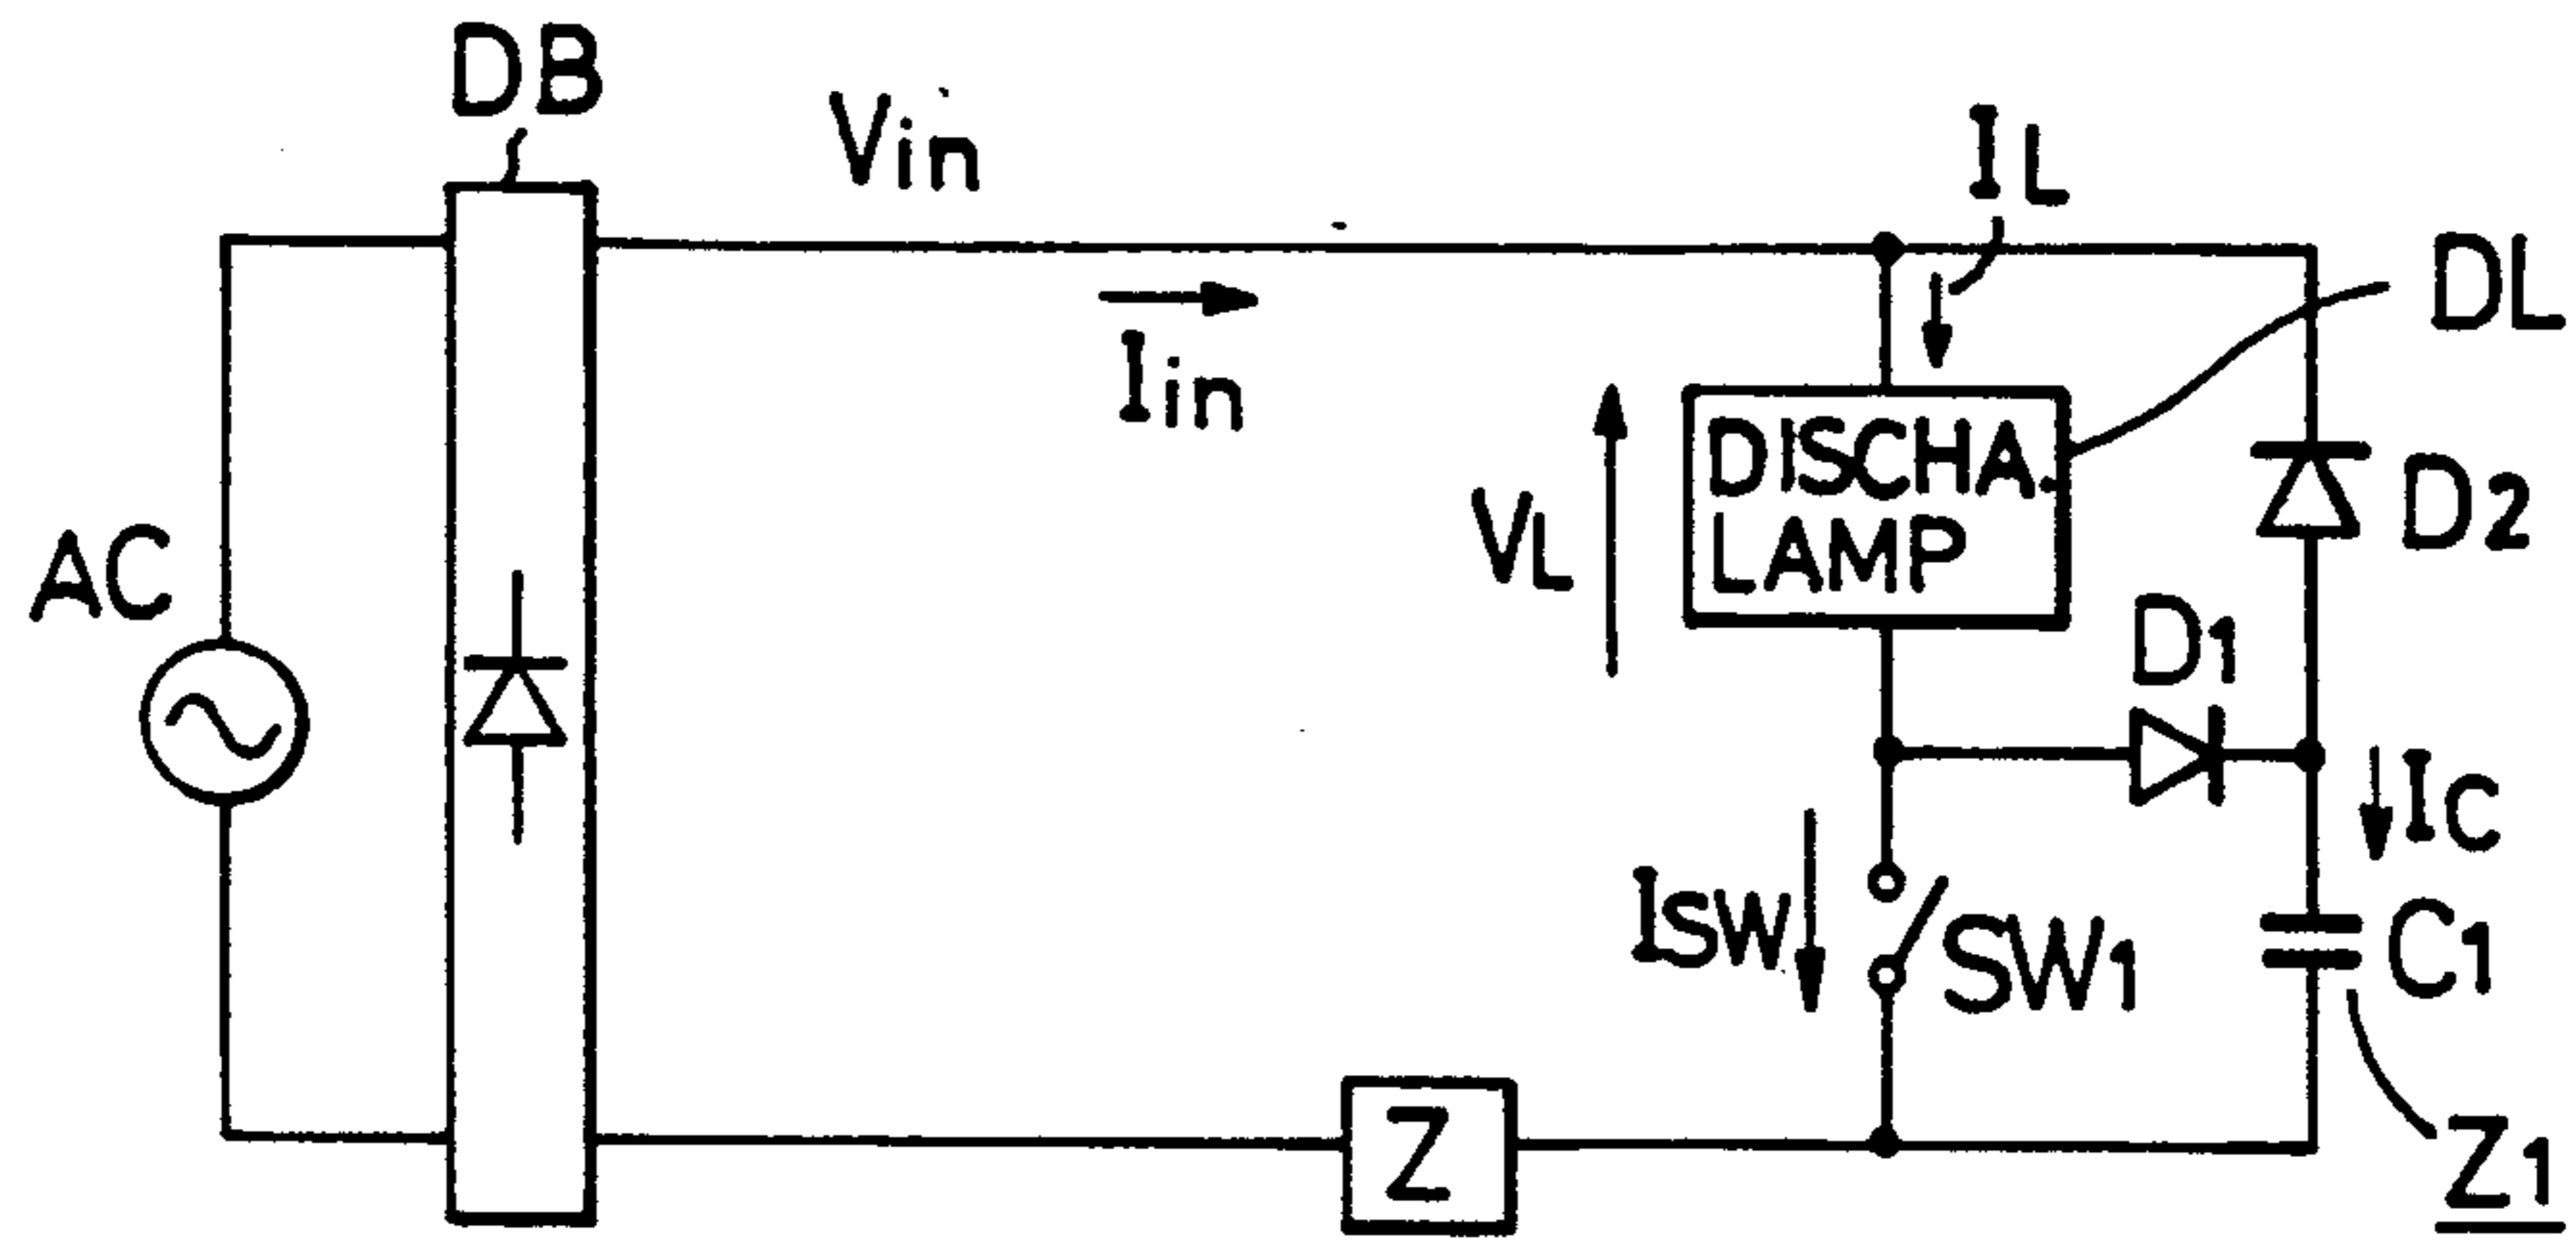 DB
Vin
IL
DL
Iin
DISCHA.
LAMP
VL
D2
AC
D1
IC
ISW
SW1
C1
Z
Z1